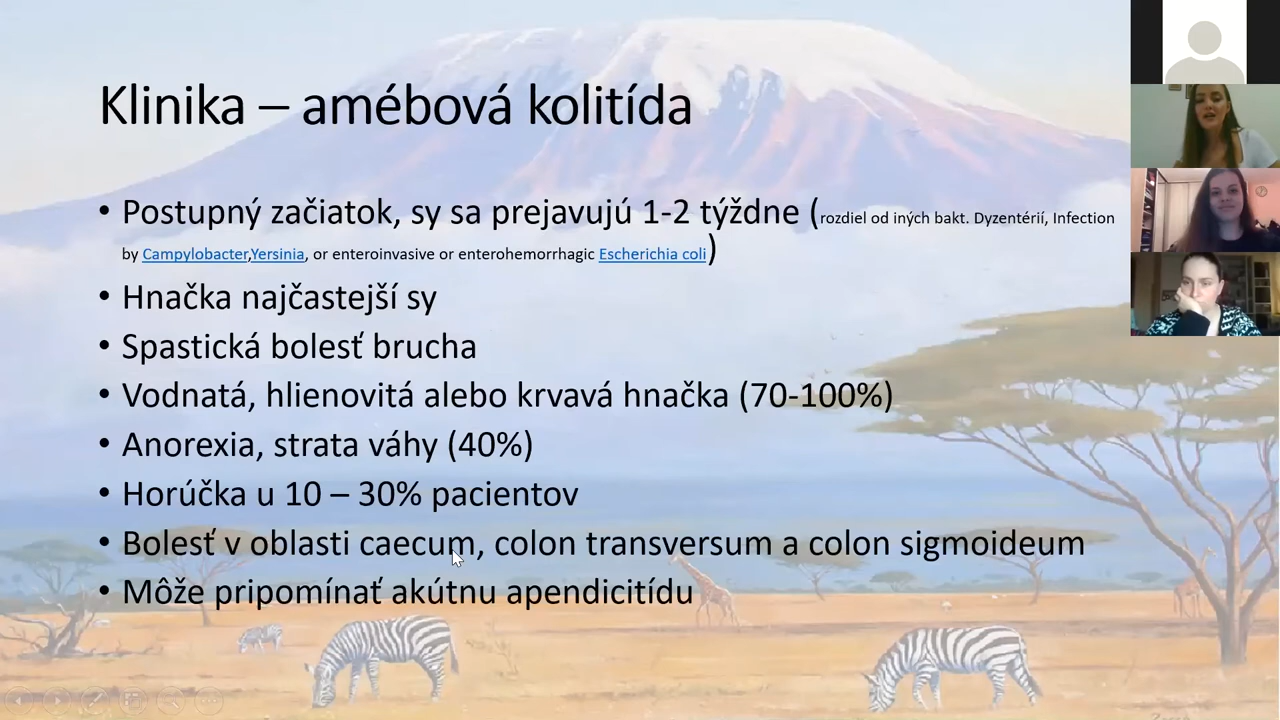 Klinika – amébová kolitída
• Postupný začiatok, sy sa prejavujú 1-2 týždne (rozdiel od iných bakt. Dyzentérií, Infection
by Campylobacter,Yersinia, or enteroinvasive or enterohemorrhagic Escherichia coli)
• Hnačka najčastejší sy
• Spastická bolesť brucha
• Vodnatá, hlienovitá alebo krvavá hnačka (70-100%)
• Anorexia, strata váhy (40%)
• Horúčka u 10 – 30% pacientov
• Bolesť v oblasti caecum, colon transversum a colon sigmoideum
• Môže pripomínať akútnu apendicitídu